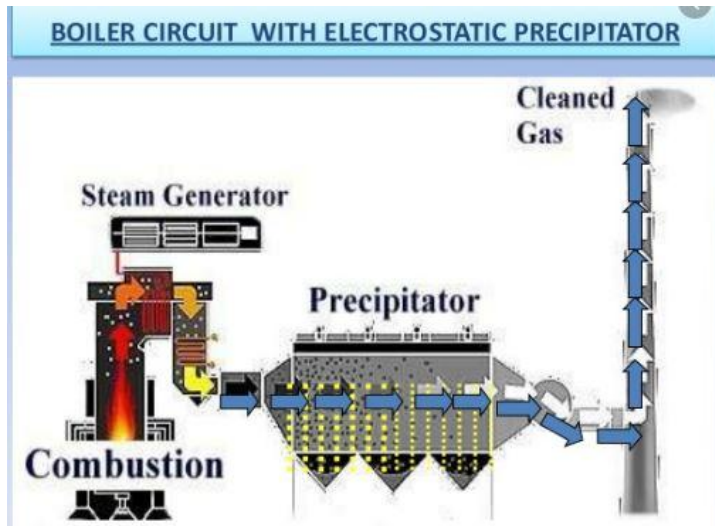 BOILER CIRCUIT WITH ELECTROSTATIC PRECIPITATOR
Cleaned
Gas
Steam Generator
Precipitator
Combustion